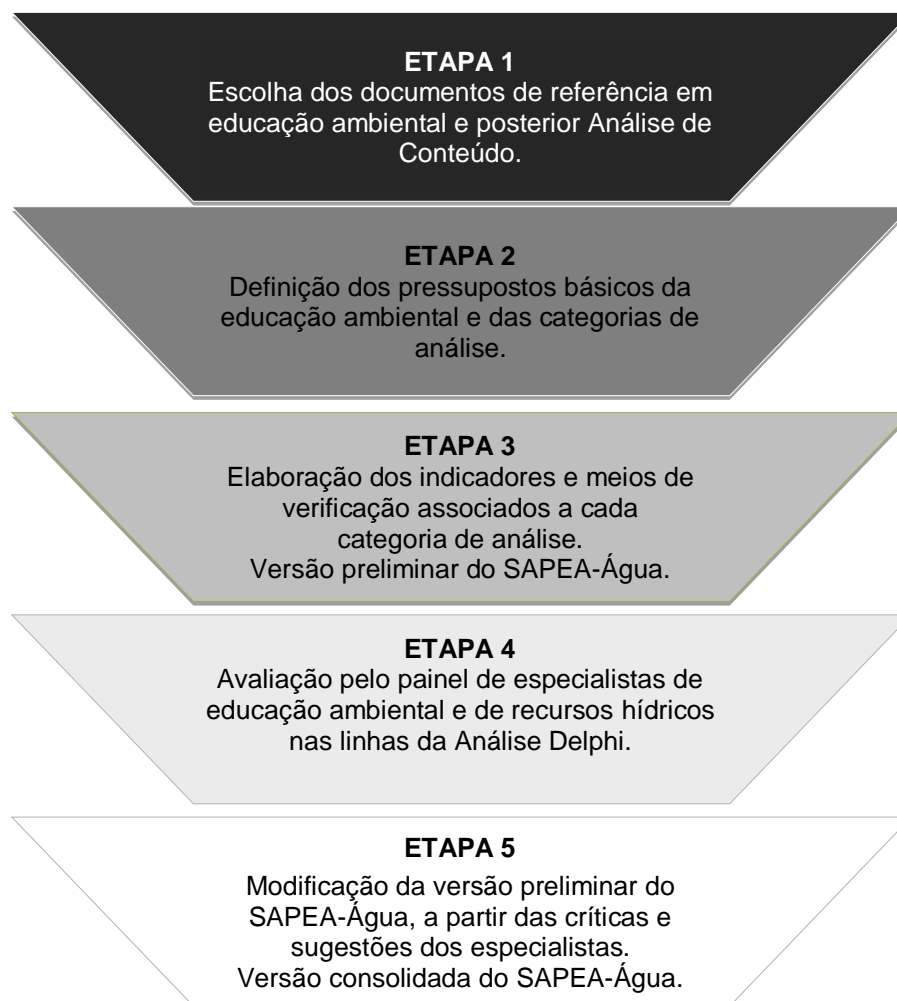 ETAPA 1
Escolha dos documentos de referência em
educação ambiental e posterior Análise de
Conteúdo.
ETAPA 2
Definição dos pressupostos básicos da
educação ambiental e das categorias de
análise.
ETAPA 3
Elaboração dos indicadores e meios de
verificação associados a cada
categoria de análise.
Versão preliminar do SAPEA-Água.
ETAPA 4
Avaliação pelo painel de especialistas de
educação ambiental e de recursos hídricos
nas linhas da Análise Delphi.
ETAPA 5
Modificação da versão preliminar do
SAPEA-Água, a partir das críticas e
sugestões dos especialistas.
Versão consolidada do SAPEA-Água.